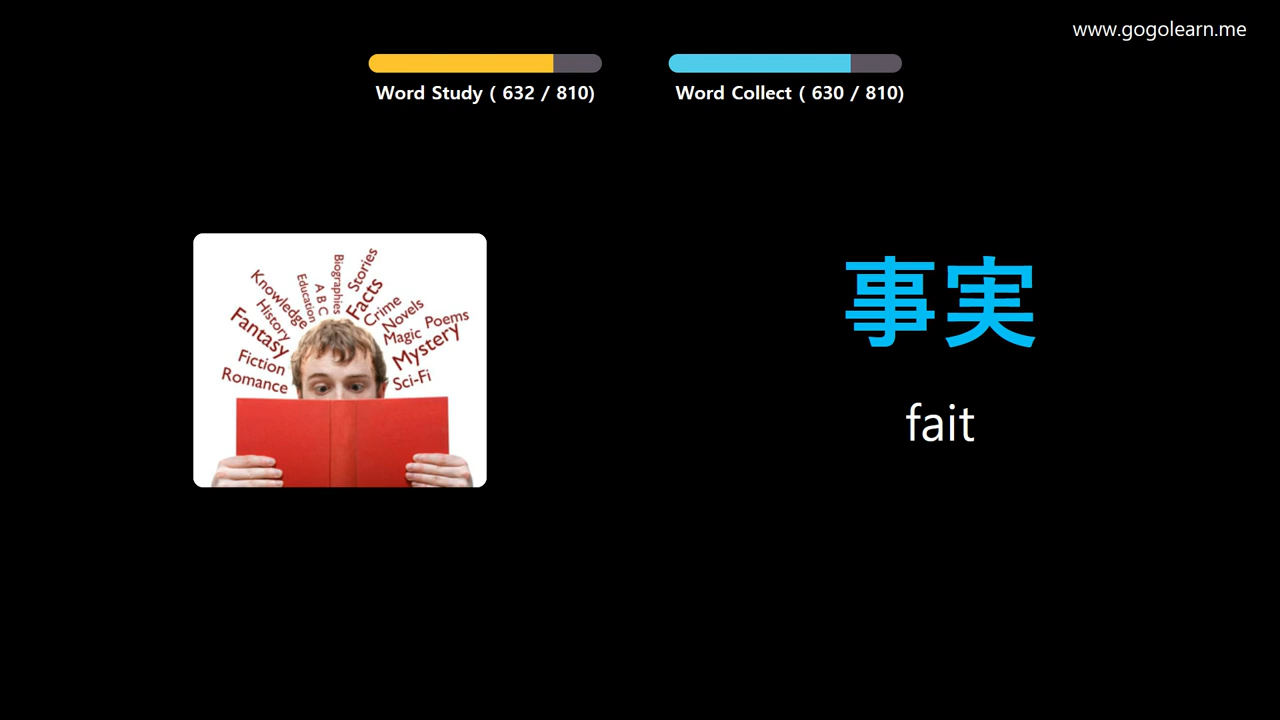 www.gogolearn.me
Word Study ( 632 / 810)
Word Collect ( 630 / 810)
Knowledge
History
Fantasy
Fiction
Romance
Education
A B C
Biographies
Stories
Facts
Crime
Novels
Magic
Poems
Mystery
Sci-Fi
事実
fait